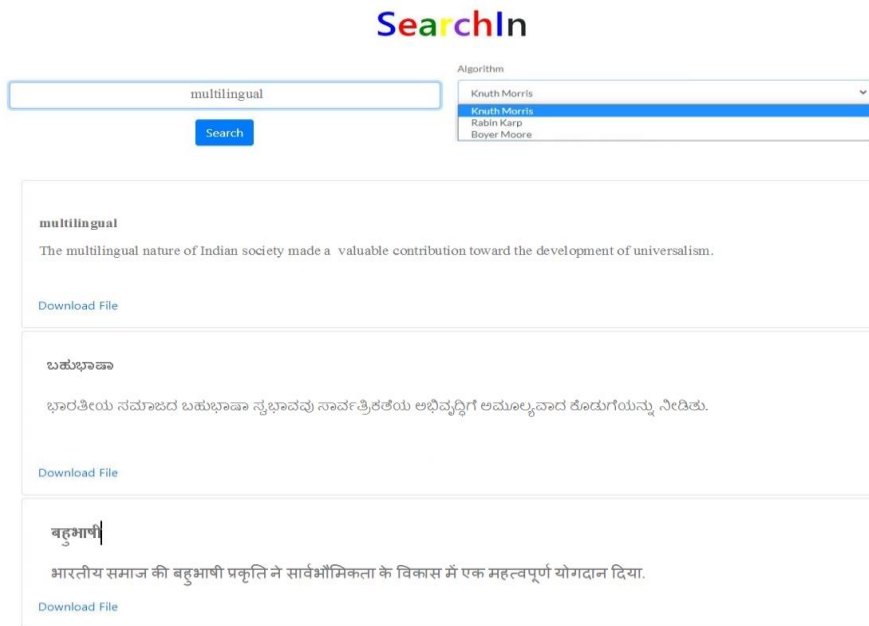 SearchIn
Algorithm
multilingual
Knuth Morris
Knuth Morris
Rabin Karp
Boyer Moore
Search
multilingual
The multilingual nature of Indian society made a valuable contribution toward the development of universalism.
Download File
ಬಹುಭಾಷಾ
ಭಾರತೀಯ ಸಮಾಜದ ಬಹುಭಾಷಾ ಸ್ವಭಾವವು ಸಾರ್ವತ್ರಿಕತೆಯ ಅಭಿವೃದ್ಧಿಗೆ ಅಮೂಲ್ಯವಾದ ಕೊಡುಗೆಯನ್ನು ನೀಡಿತು.
Download File
बहुभाषी
भारतीय समाज की बहुभाषी प्रकृति ने सार्वभौमिकता के विकास में एक महत्वपूर्ण योगदान दिया.
Download File